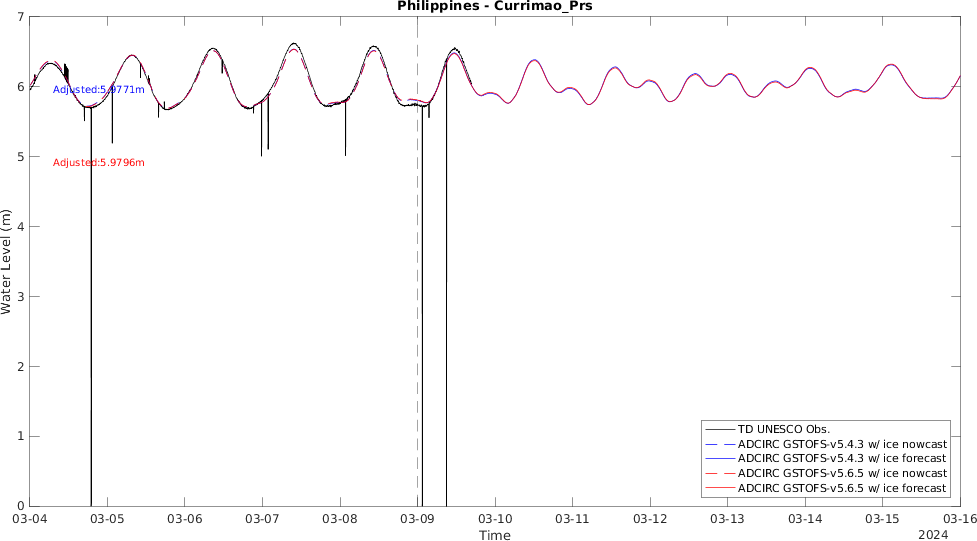 Philippines - Currimao_Prs
7
6
5
4
3
2
1
0
Water Level (m)
Adjusted:5.9771m
Adjusted:5.9796m
TD UNESCO Obs.
ADCIRC GSTOFS-v5.4.3 w/ ice nowcast
ADCIRC GSTOFS-v5.4.3 w/ ice forecast
ADCIRC GSTOFS-v5.6.5 w/ ice nowcast
ADCIRC GSTOFS-v5.6.5 w/ ice forecast
03-04 03-05 03-06 03-07 03-08 03-09 03-10 03-11 03-12 03-13 03-14 03-15 03-16
Time
2024